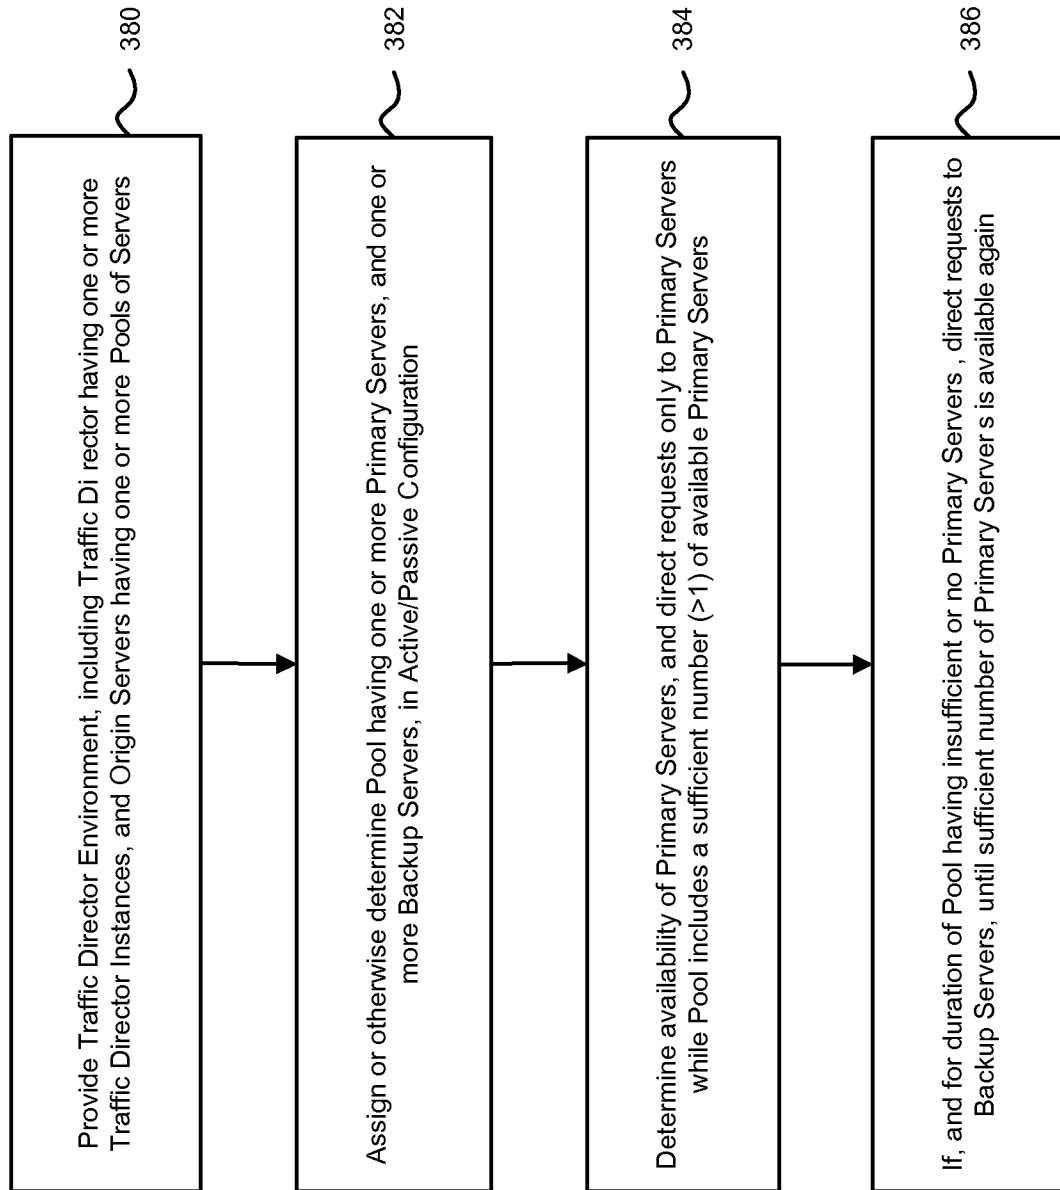 Provide Traffic Director Environment, including Traffic Di rector having one or more
Traffic Director Instances, and Origin Servers having one or more Pools of Servers
380
Assign or otherwise determine Pool having one or more Primary Servers, and one or
more Backup Servers, in Active/Passive Configuration
382
Determine availability of Primary Servers, and direct requests only to Primary Servers
while Pool includes a sufficient number (>1) of available Primary Servers
384
If, and for duration of Pool having insufficient or no Primary Servers , direct requests to
Backup Servers, until sufficient number of Primary Server s is available again
386